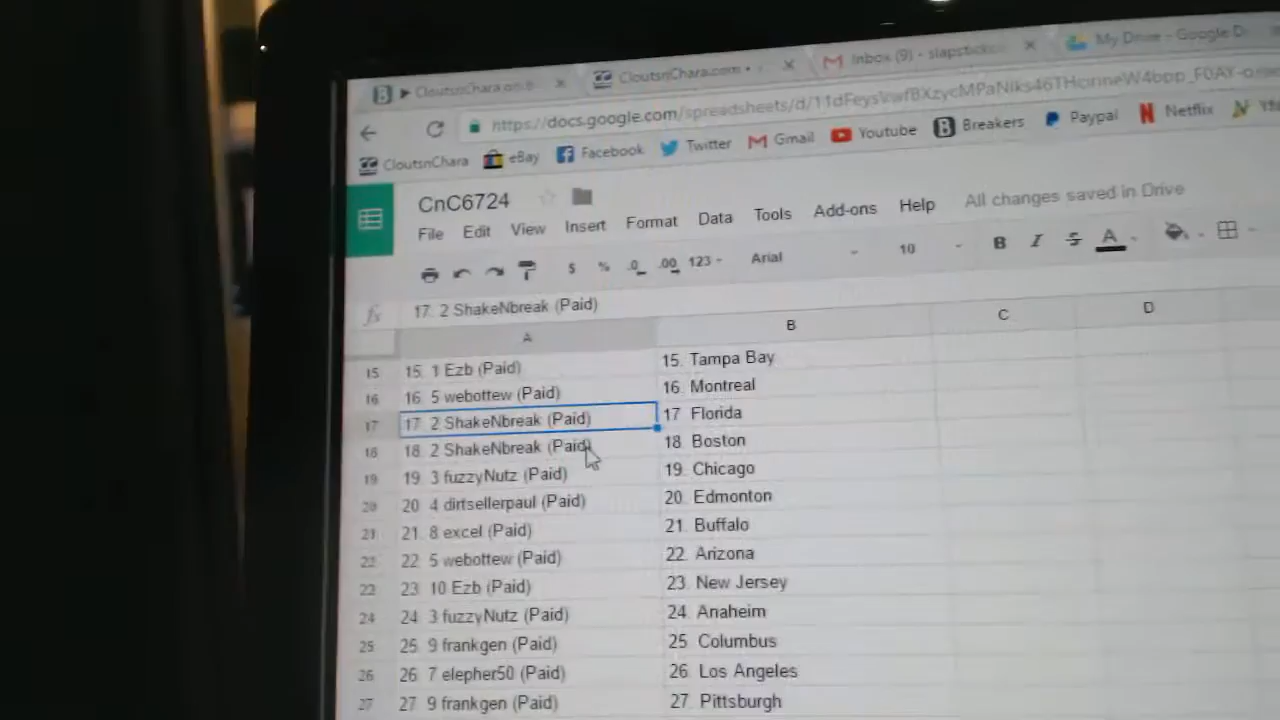 CloutsnChara.com
Inbox (9) - slapsticks
My Drive - Google D
https://docs.google.com/spreadsheets/d/
CloutsnChara eBay Facebook Twitter Gmail Youtube Breakers Paypal Netflix
CnC6724
All changes saved in Drive
File Edit View Insert Format Data Tools Add-ons Help
$ % .0 .00 123 Arial 10 B I S A
fx 17. 2 ShakeNbreak (Paid)
A B C D
15 15. 1 Ezb (Paid) 15. Tampa Bay
16 16. 5 webottew (Paid) 16. Montreal
17 17. 2 ShakeNbreak (Paid) 17. Florida
18 18. 2 ShakeNbreak (Paid) 18. Boston
19 19. 3 fuzzyNutz (Paid) 19. Chicago
20 20. 4 dirtsellerpaul (Paid) 20. Edmonton
21 21. 8 excel (Paid) 21. Buffalo
22 22. 5 webottew (Paid) 22. Arizona
23 23. 10 Ezb (Paid) 23. New Jersey
24 24. 3 fuzzyNutz (Paid) 24. Anaheim
25 25. 9 frankgen (Paid) 25. Columbus
26 26. 7 elepher50 (Paid) 26. Los Angeles
27 27. 9 frankgen (Paid) 27. Pittsburgh